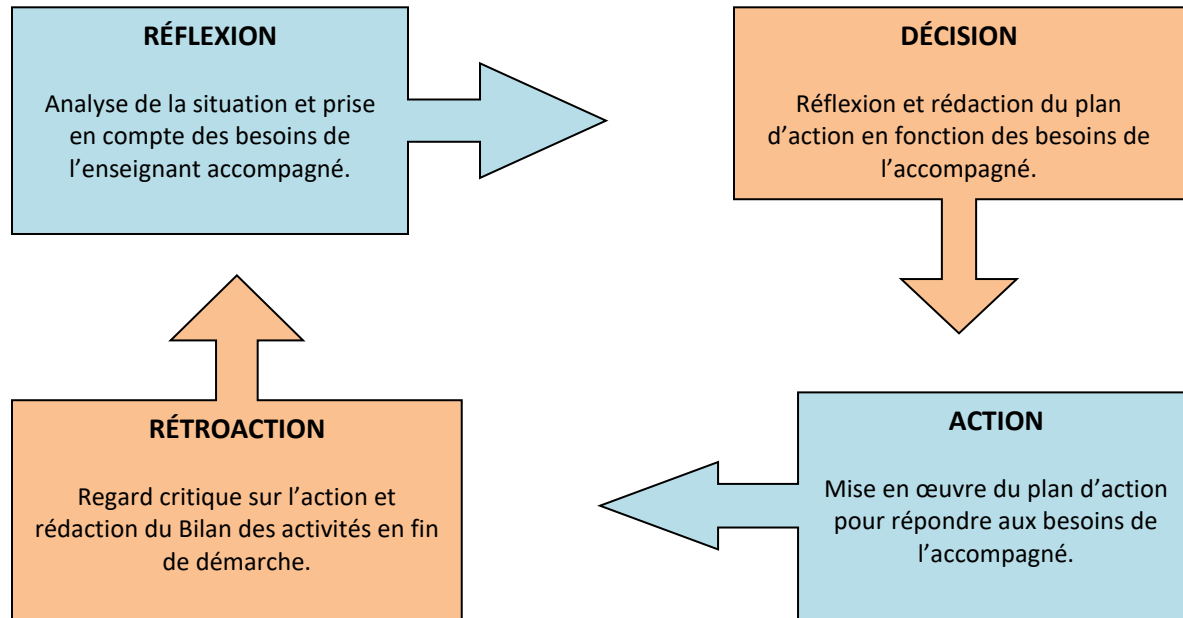 RÉFLEXION
Analyse de la situation et prise
en compte des besoins de
l’enseignant accompagné.
DÉCISION
Réflexion et rédaction du plan
d’action en fonction des besoins de
l’accompagné.
RÉTROACTION
Regard critique sur l’action et
rédaction du Bilan des activités en fin
de démarche.
ACTION
Mise en œuvre du plan d’action
pour répondre aux besoins de
l’accompagné.